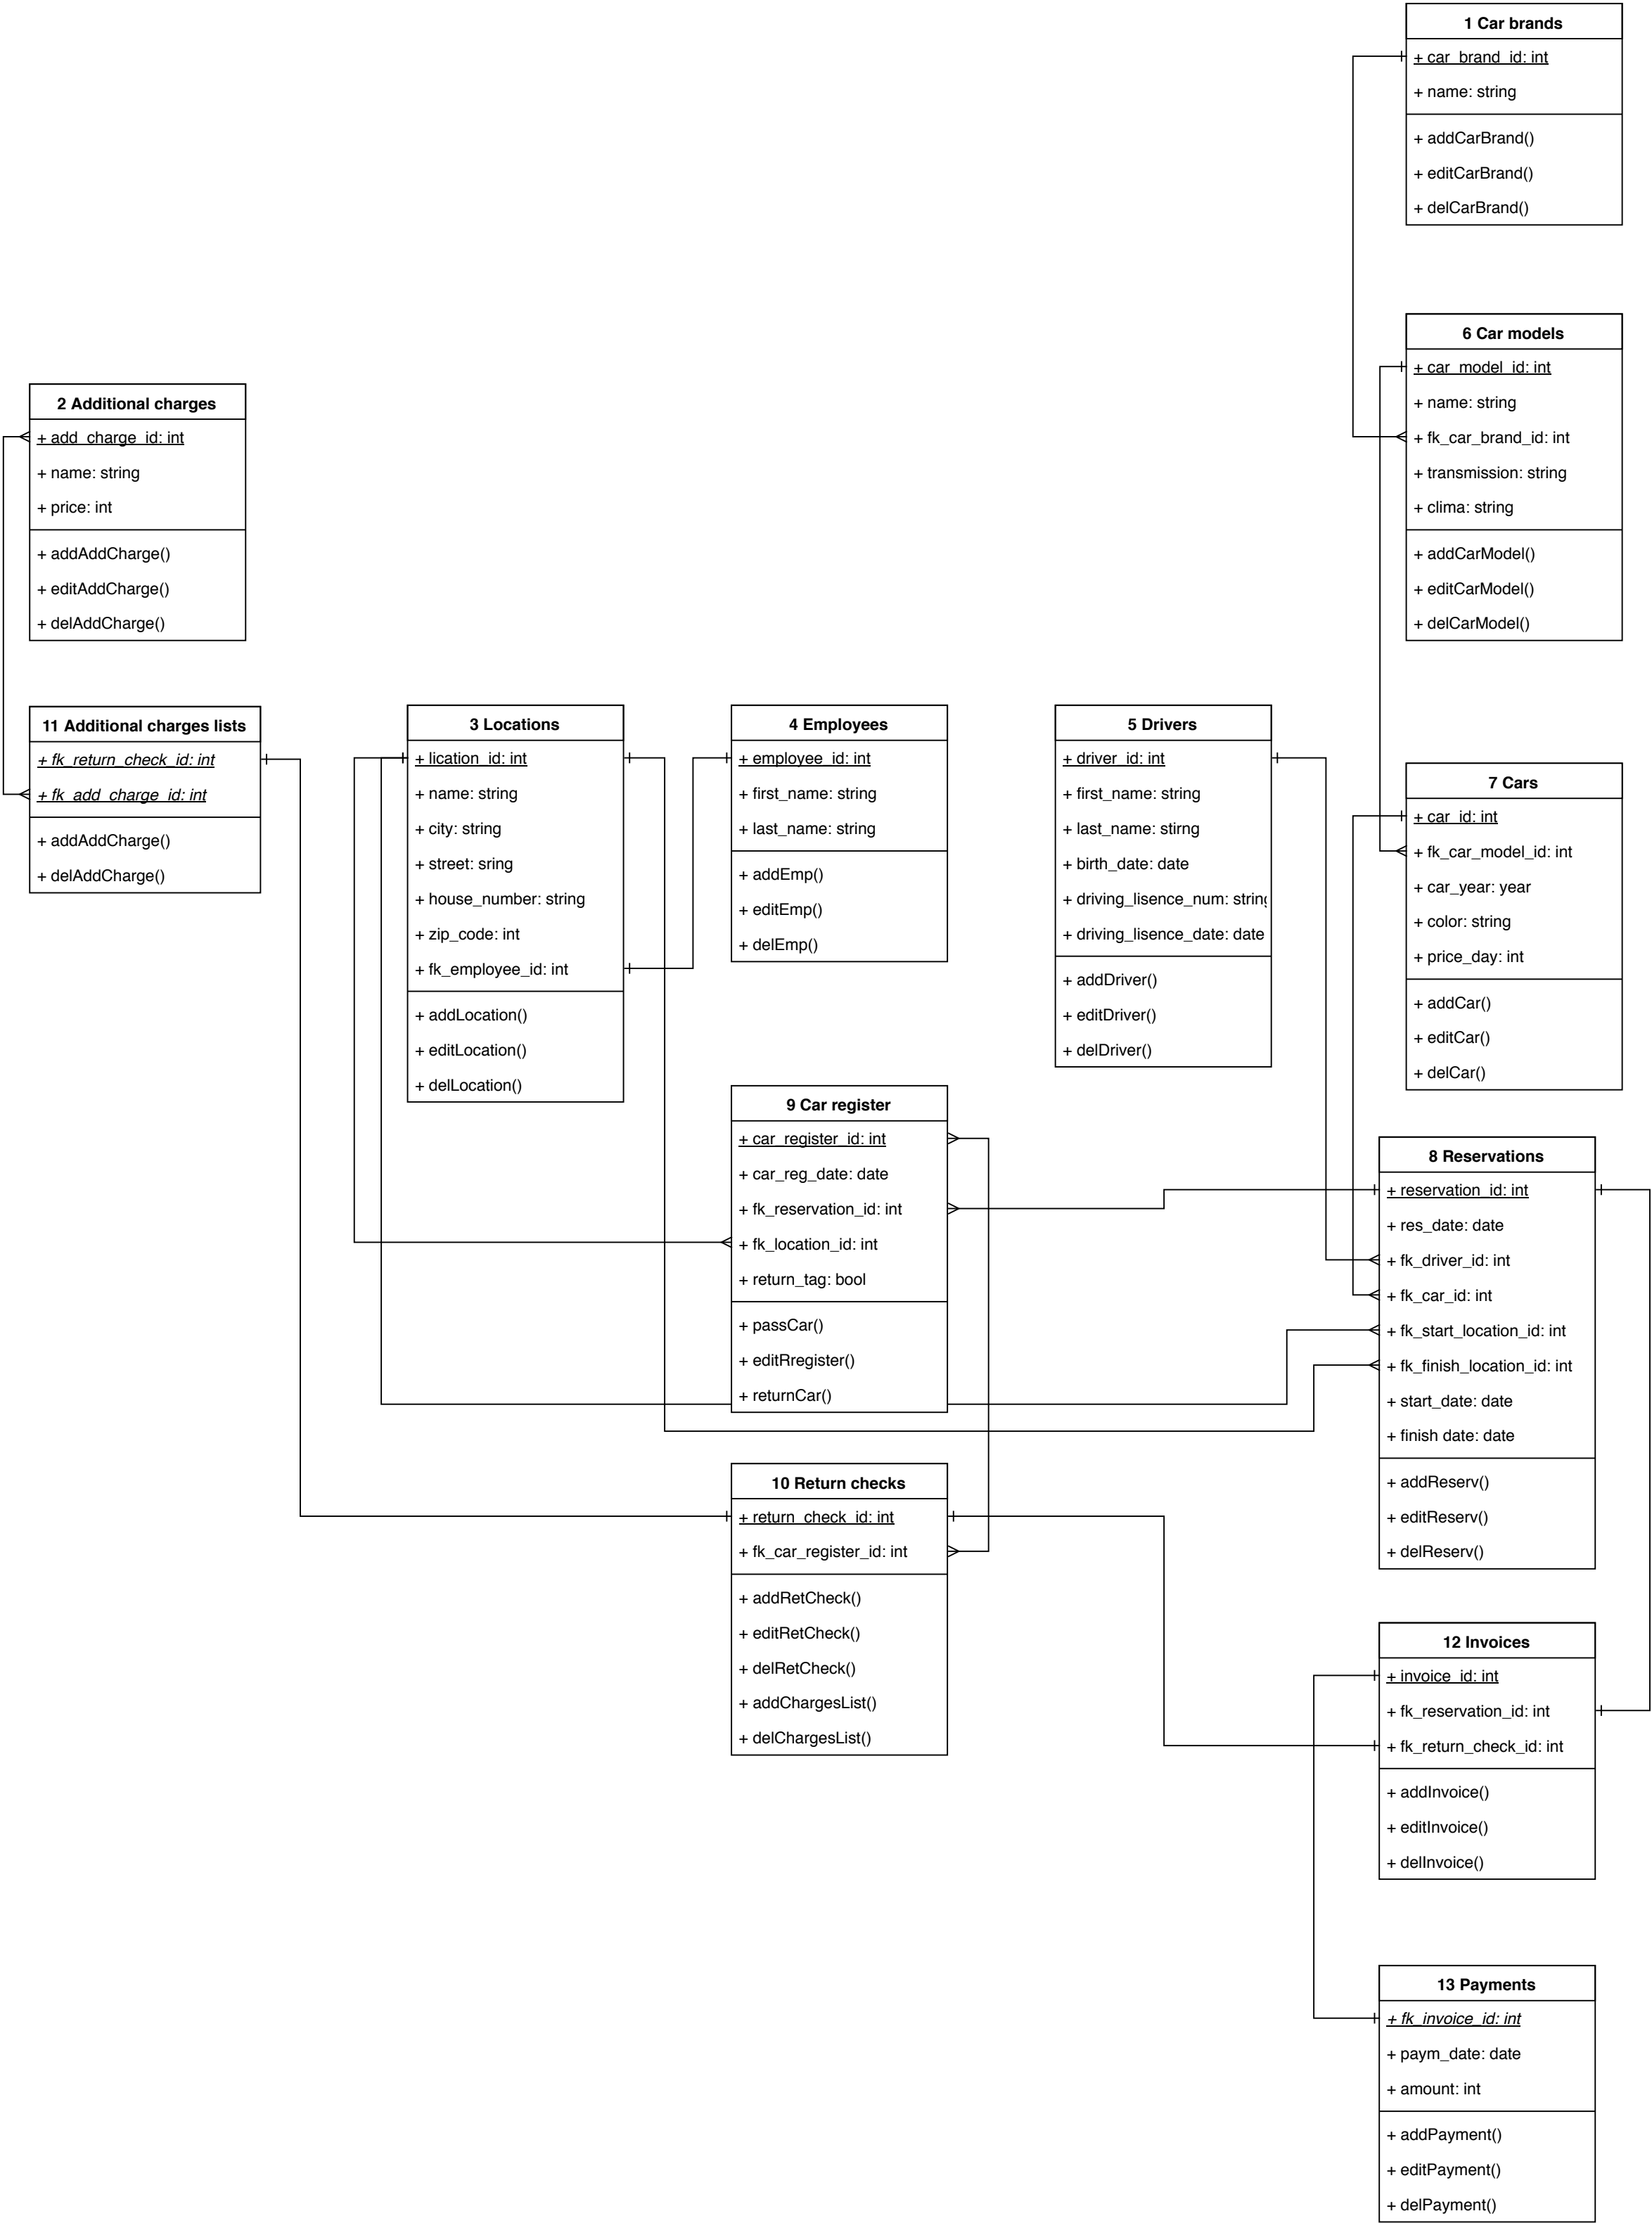 1 Car brands
+ car_brand_id: int
+ name: string
+ addCarBrand()
+ editCarBrand()
+ delCarBrand()
6 Car models
+ car_model_id: int
+ name: string
+ fk_car_brand_id: int
+ transmission: string
+ clima: string
+ addCarModel()
+ editCarModel()
+ delCarModel()
2 Additional charges
+ add_charge_id: int
+ name: string
+ price: int
+ addAddCharge()
+ editAddCharge()
+ delAddCharge()
11 Additional charges lists
+ fk_return_check_id: int
+ fk_add_charge_id: int
+ addAddCharge()
+ delAddCharge()
3 Locations
+ lication_id: int
+ name: string
+ city: string
+ street: sring
+ house_number: string
+ zip_code: int
+ fk_employee_id: int
+ addLocation()
+ editLocation()
+ delLocation()
4 Employees
+ employee_id: int
+ first_name: string
+ last_name: string
+ addEmp()
+ editEmp()
+ delEmp()
5 Drivers
+ driver_id: int
+ first_name: string
+ last_name: stirng
+ birth_date: date
+ driving_lisence_num: string
+ driving_lisence_date: date
+ addDriver()
+ editDriver()
+ delDriver()
7 Cars
+ car_id: int
+ fk_car_model_id: int
+ car_year: year
+ color: string
+ price_day: int
+ addCar()
+ editCar()
+ delCar()
9 Car register
+ car_register_id: int
+ car_reg_date: date
+ fk_reservation_id: int
+ fk_location_id: int
+ return_tag: bool
+ passCar()
+ editRregister()
+ returnCar()
8 Reservations
+ reservation_id: int
+ res_date: date
+ fk_driver_id: int
+ fk_car_id: int
+ fk_start_location_id: int
+ fk_finish_location_id: int
+ start_date: date
+ finish date: date
+ addReserv()
+ editReserv()
+ delReserv()
10 Return checks
+ return_check_id: int
+ fk_car_register_id: int
+ addRetCheck()
+ editRetCheck()
+ delRetCheck()
+ addChargesList()
+ delChargesList()
12 Invoices
+ invoice_id: int
+ fk_reservation_id: int
+ fk_return_check_id: int
+ addInvoice()
+ editInvoice()
+ delInvoice()
13 Payments
+ fk_invoice_id: int
+ paym_date: date
+ amount: int
+ addPayment()
+ editPayment()
+ delPayment()